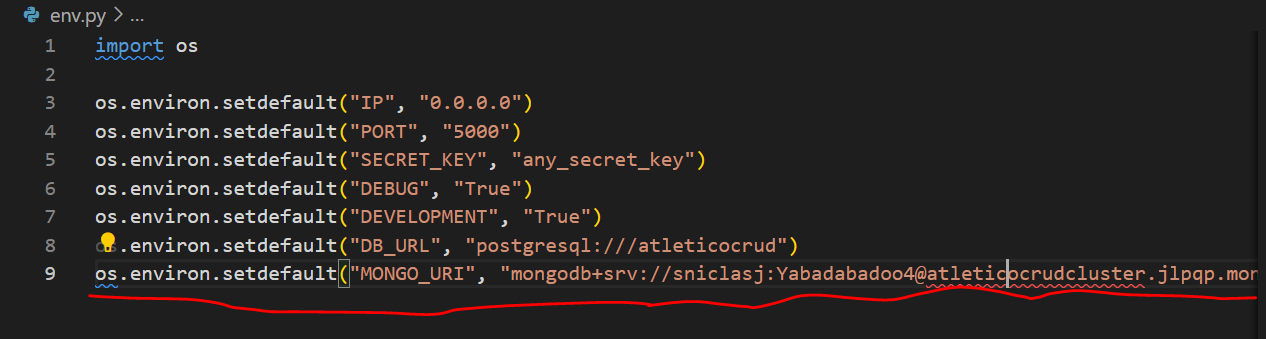 env.py > ...
1 import os
2
3 os.environ.setdefault("IP", "0.0.0.0")
4 os.environ.setdefault("PORT", "5000")
5 os.environ.setdefault("SECRET_KEY", "any_secret_key")
6 os.environ.setdefault("DEBUG", "True")
7 os.environ.setdefault("DEVELOPMENT", "True")
8 os.environ.setdefault("DB_URL", "postgresql:///atleticocrud")
9 os.environ.setdefault("MONGO_URI", "mongodb+srv://sniclasj:Yabadabadoo4@atleticocrudcluster.jlpqp.mon